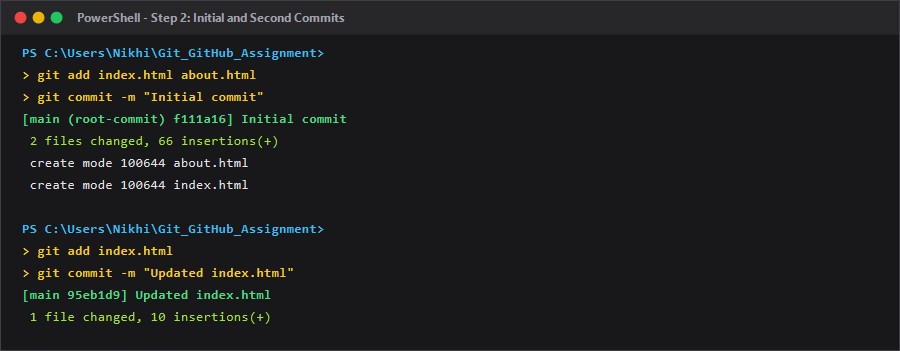 PowerShell - Step 2: Initial and Second Commits
PS C:\Users\Nikhi\Git_GitHub_Assignment>
> git add index.html about.html
> git commit -m "Initial commit"
[main (root-commit) f111a16] Initial commit
2 files changed, 66 insertions(+)
create mode 100644 about.html
create mode 100644 index.html
PS C:\Users\Nikhi\Git_GitHub_Assignment>
> git add index.html
> git commit -m "Updated index.html"
[main 95eb1d9] Updated index.html
1 file changed, 10 insertions(+)